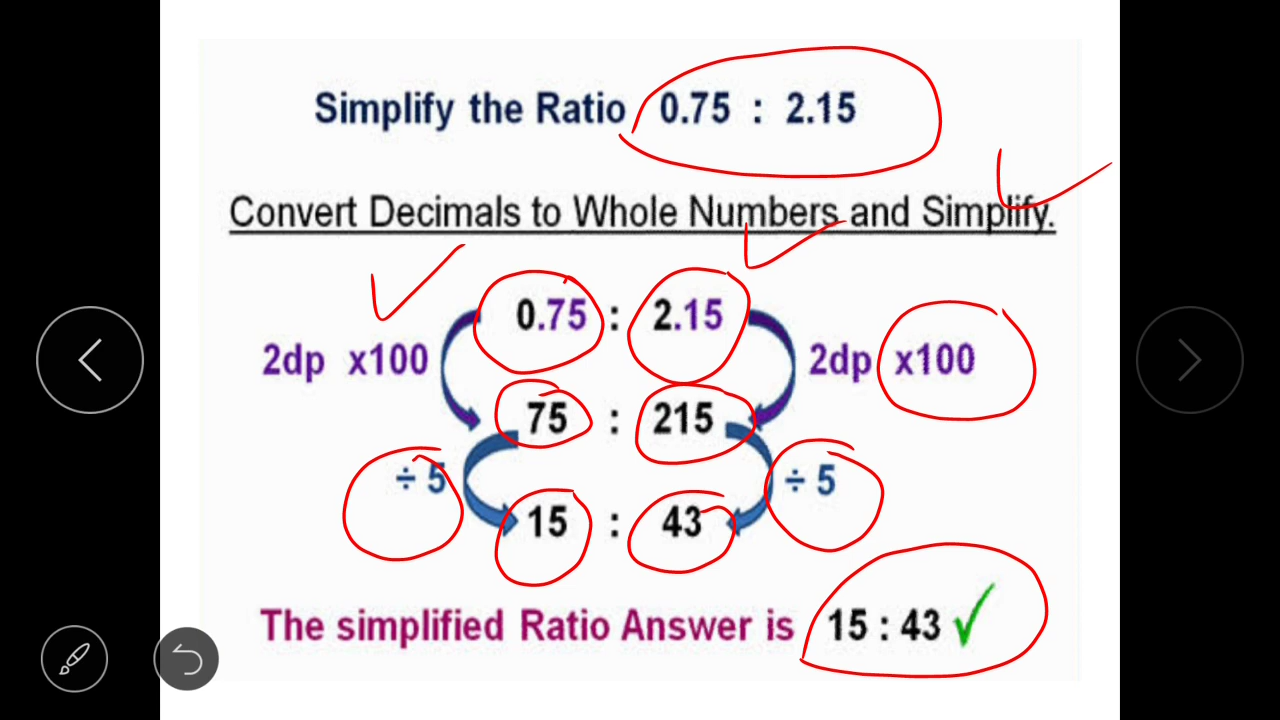 Simplify the Ratio 0.75 : 2.15
Convert Decimals to Whole Numbers and Simplify.
0.75 : 2.15
2dp x100 2dp x100
75 : 215
÷ 5 ÷ 5
15 : 43
The simplified Ratio Answer is 15 : 43 ✓